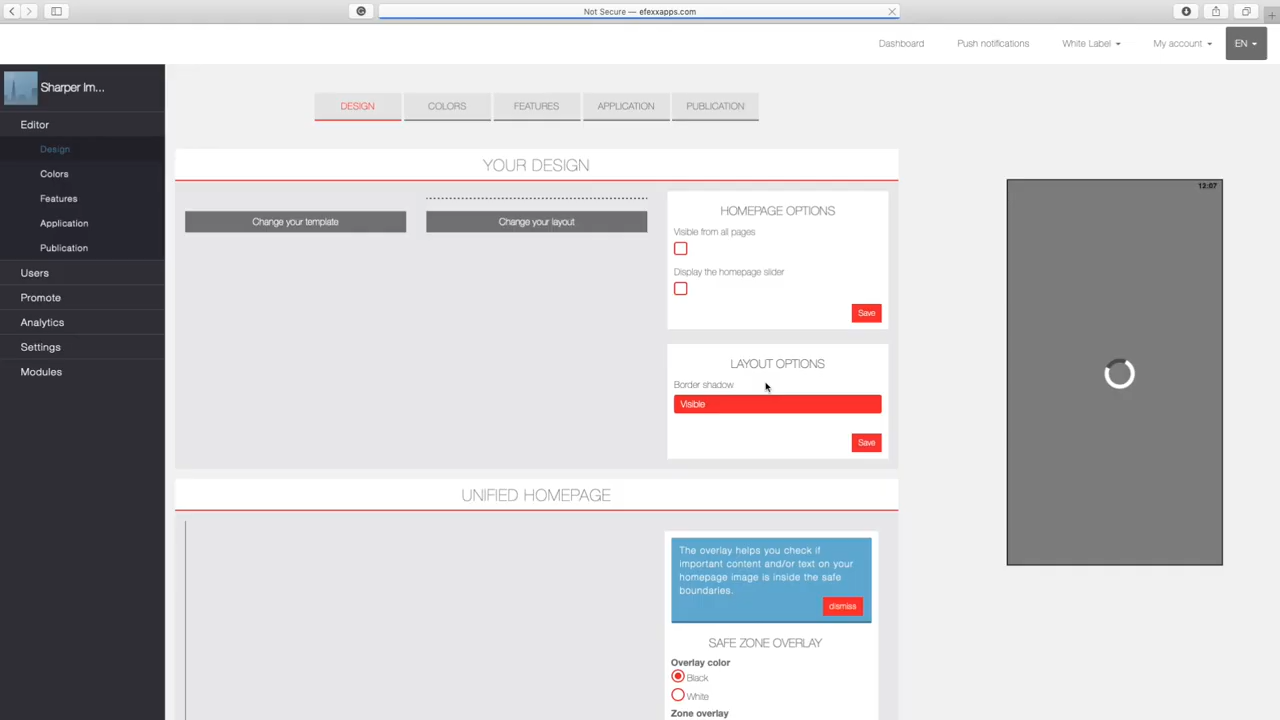 Not Secure — efexxapps.com
Dashboard
Push notifications
White Label
My account
EN
Sharper Im...
Editor
Design
Colors
Features
Application
Publication
Users
Promote
Analytics
Settings
Modules
DESIGN
COLORS
FEATURES
APPLICATION
PUBLICATION
YOUR DESIGN
Change your template
Change your layout
HOMEPAGE OPTIONS
Visible from all pages
Display the homepage slider
Save
LAYOUT OPTIONS
Border shadow
Visible
Save
UNIFIED HOMEPAGE
The overlay helps you check if
important content and/or text on your
homepage image is inside the safe
boundaries.
dismiss
SAFE ZONE OVERLAY
Overlay color
Black
White
Zone overlay
12:07